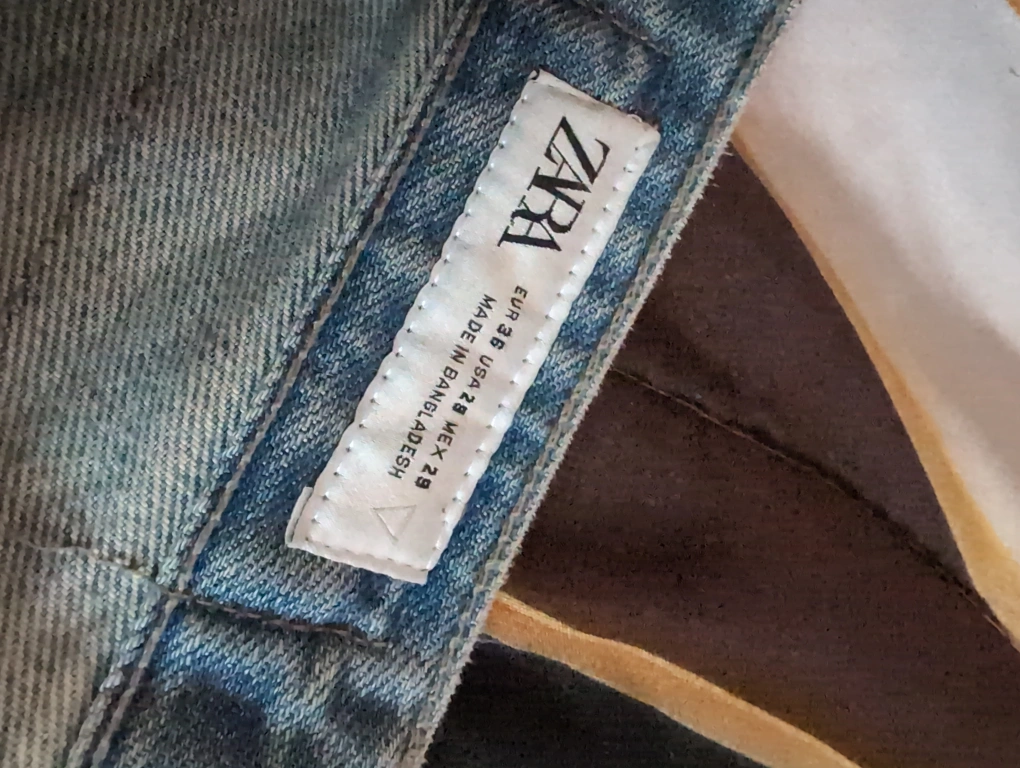 ZARA
EUR 36 USA 28 MEX 28
MADE IN BANGLADESH